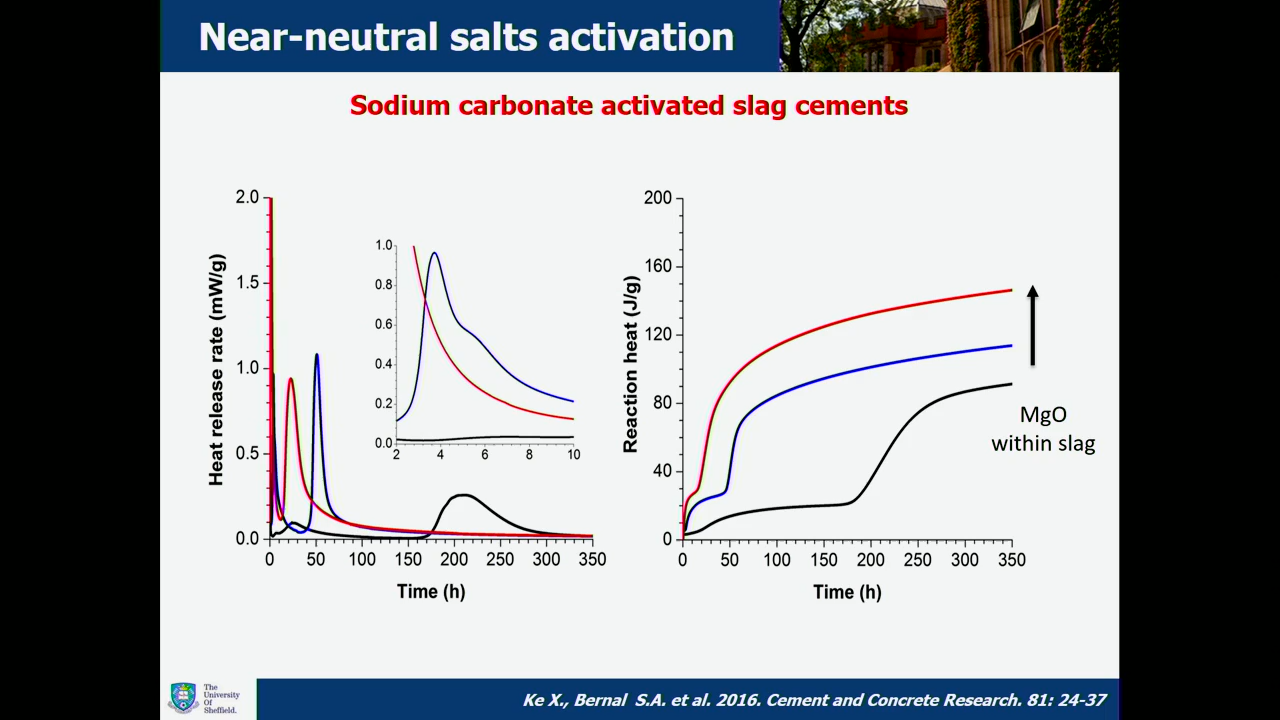 Near-neutral salts activation
Sodium carbonate activated slag cements
2.0
1.5
1.0
0.5
0.0
0 50 100 150 200 250 300 350
Heat release rate (mW/g)
Time (h)
1.0
0.8
0.6
0.4
0.2
0.0
2 4 6 8 10
200
160
120
80
40
0
0 50 100 150 200 250 300 350
Reaction heat (J/g)
Time (h)
MgO
within slag
The
University
Of
Sheffield.
Ke X., Bernal S.A. et al. 2016. Cement and Concrete Research. 81: 24-37